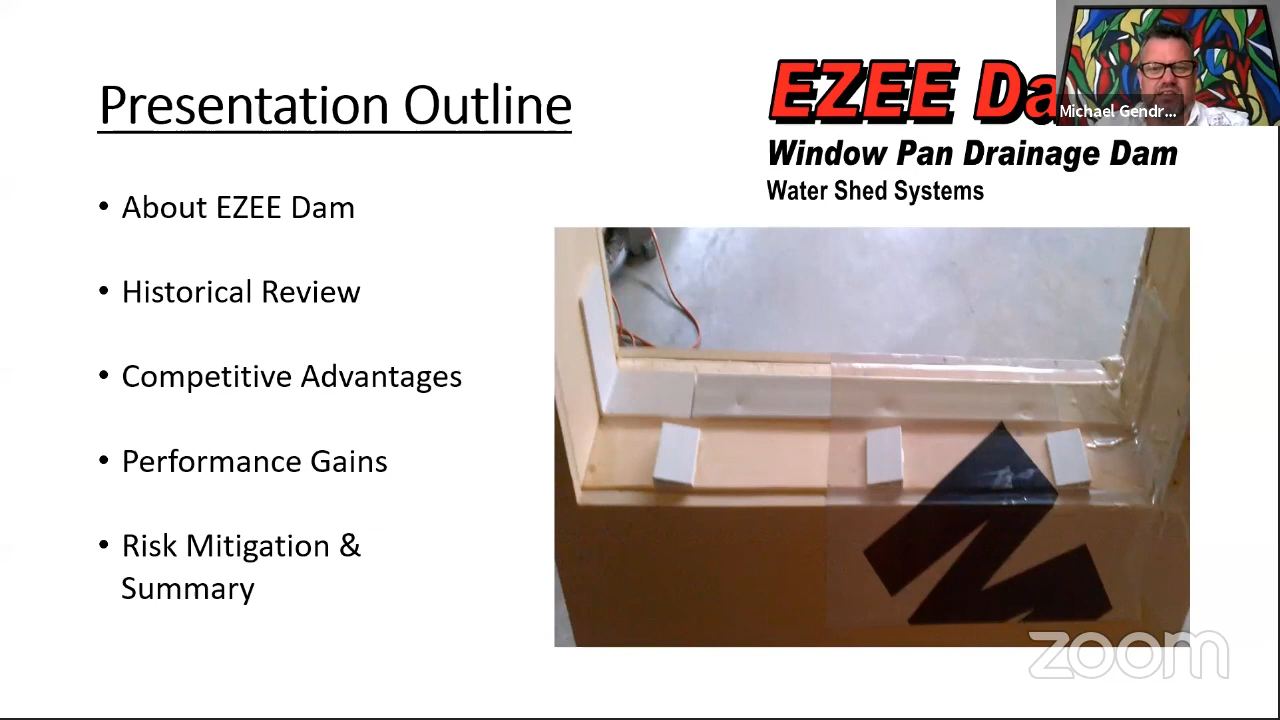 Presentation Outline
EZEE Da
Michael Gendr...
Window Pan Drainage Dam
Water Shed Systems
• About EZEE Dam
• Historical Review
• Competitive Advantages
• Performance Gains
• Risk Mitigation &
Summary
zoom